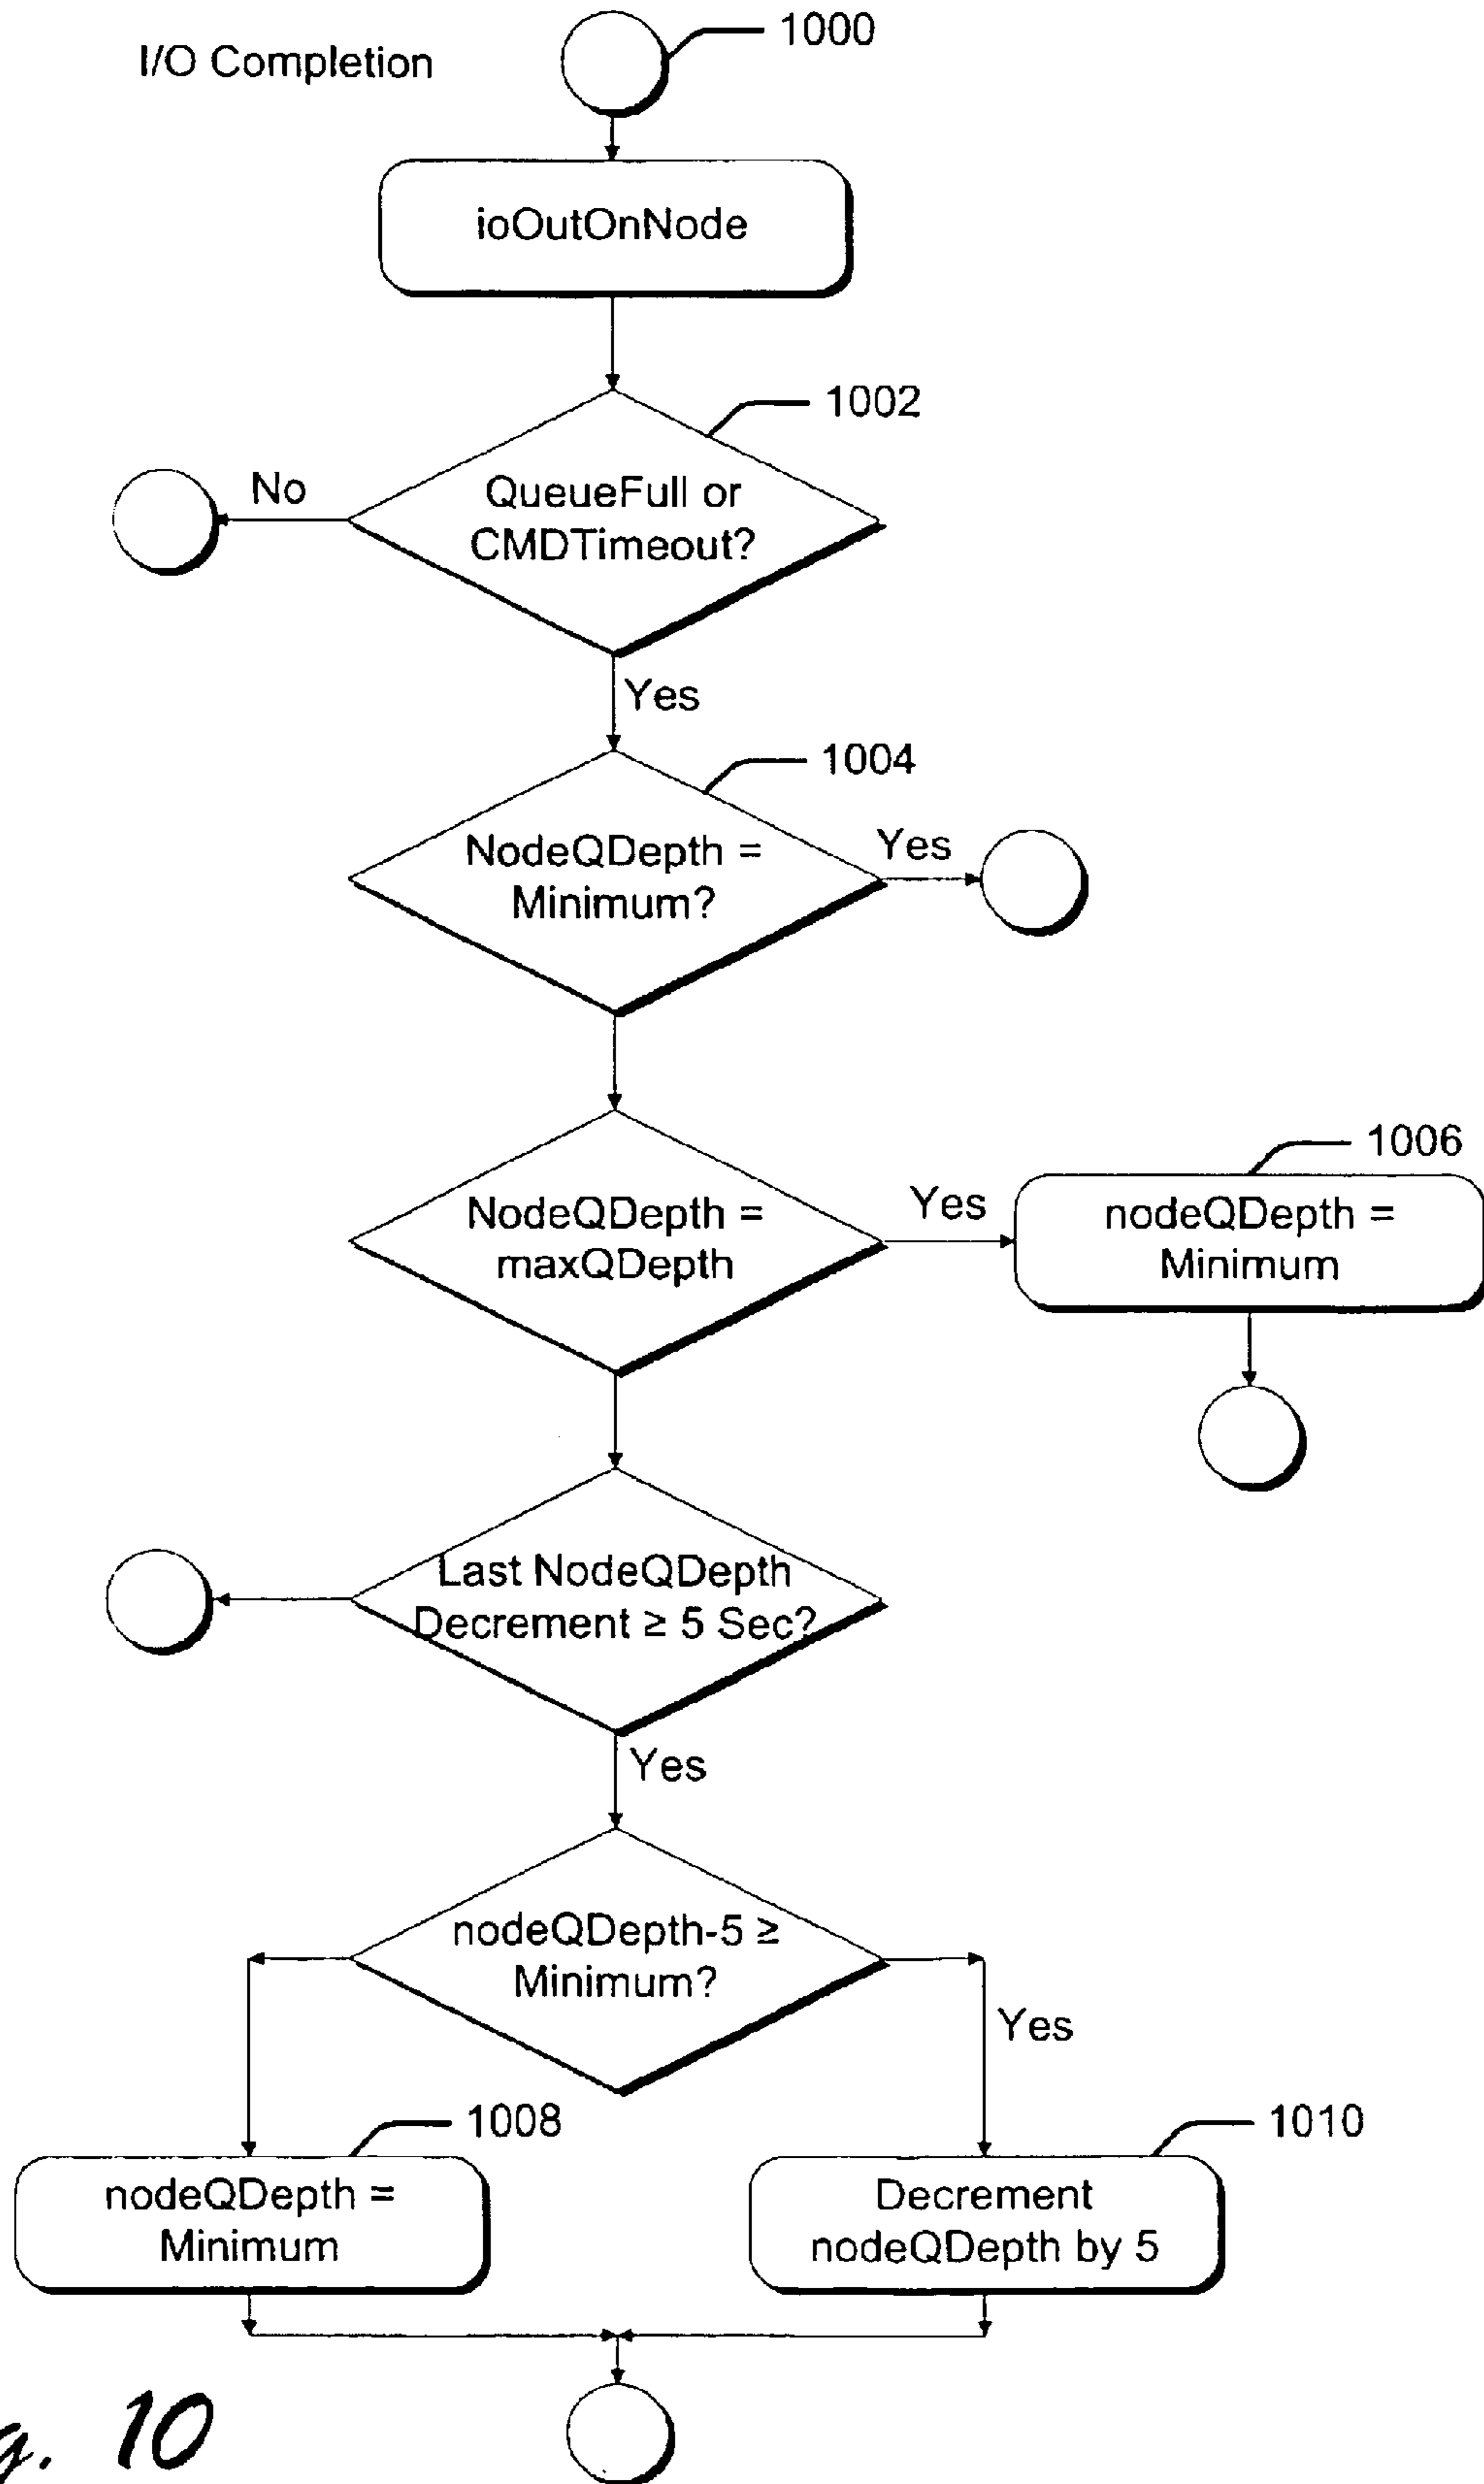 1000
I/O Completion
ioOutOnNode
1002
No
QueueFull or
CMDTimeout?
Yes
1004
NodeQDepth =
Minimum?
Yes
1006
NodeQDepth =
maxQDepth
Yes
nodeQDepth =
Minimum
Last NodeQDepth
Decrement ≥ 5 Sec?
Yes
nodeQDepth-5 ≥
Minimum?
Yes
1008
1010
nodeQDepth =
Minimum
Decrement
nodeQDepth by 5
g. 10